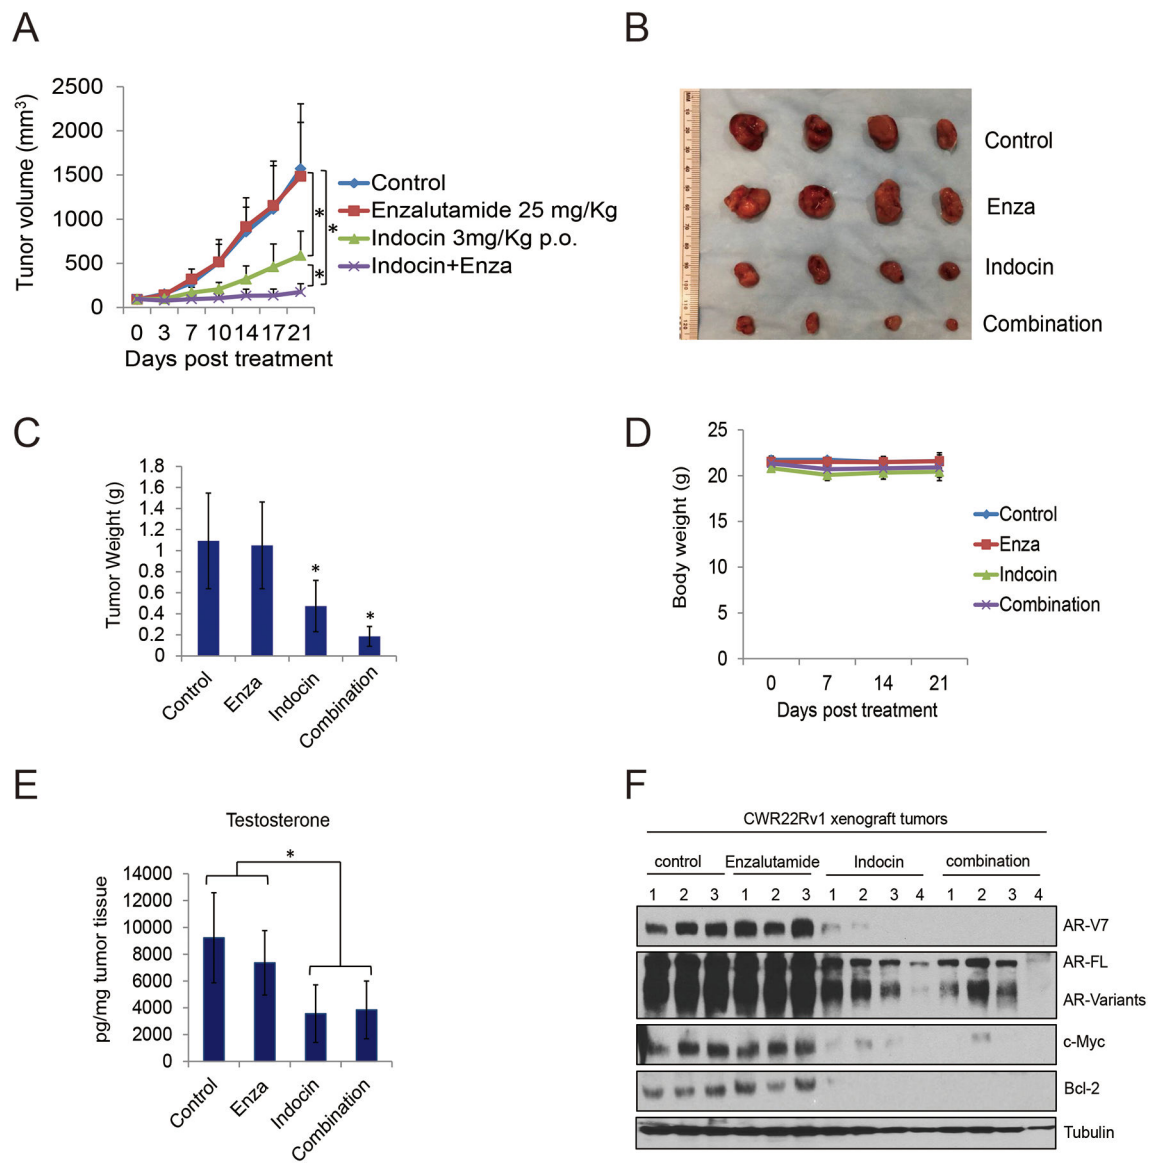 A
Tumor volume (mm³)
2500
2000
1500
1000
500
0
0 3 7 10 14 17 21
Days post treatment
Control
Enzalutamide 25 mg/Kg
Indocin 3mg/Kg p.o.
Indocin+Enza
*
*
*
B
Control
Enza
Indocin
Combination
C
Tumor Weight (g)
1.8
1.6
1.4
1.2
1
0.8
0.6
0.4
0.2
0
*
*
Control
Enza
Indocin
Combination
D
Body weight (g)
25
20
15
10
5
0
0 7 14 21
Days post treatment
Control
Enza
Indcoin
Combination
E
Testosterone
*
pg/mg tumor tissue
14000
12000
10000
8000
6000
4000
2000
0
Control
Enza
Indocin
Combination
F
CWR22Rv1 xenograft tumors
control Enzalutamide Indocin combination
1 2 3 1 2 3 1 2 3 4 1 2 3 4
AR-V7
AR-FL
AR-Variants
c-Myc
Bcl-2
Tubulin